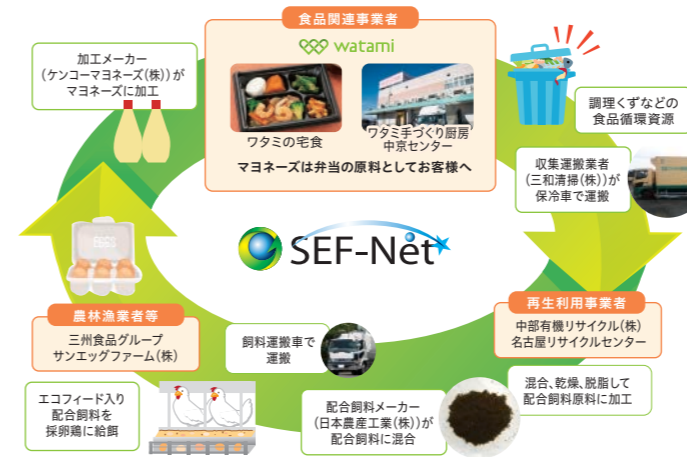 食品関連事業者
watami
ワタミの宅食
ワタミ手づくり厨房
中京センター
マヨネーズは弁当の原料としてお客様へ
調理くずなどの
食品循環資源
収集運搬業者
(三和清掃(株))が
保冷車で運搬
再生利用事業者
中部有機リサイクル(株)
名古屋リサイクルセンター
混合、乾燥、脱脂して
配合飼料原料に加工
配合飼料メーカー
(日本農産工業(株))が
配合飼料に混合
飼料運搬車で
運搬
農林漁業者等
三州食品グループ
サンエッグファーム(株)
エコフィード入り
配合飼料を
採卵鶏に給餌
加工メーカー
(ケンコーマヨネーズ(株))が
マヨネーズに加工
SEF-Net